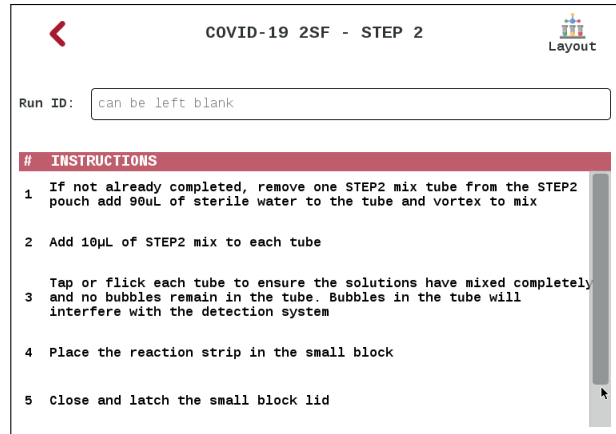 COVID-19 2SF - STEP 2
Layout
Run ID: can be left blank
# INSTRUCTIONS
1 If not already completed, remove one STEP2 mix tube from the STEP2
pouch add 90uL of sterile water to the tube and vortex to mix
2 Add 10µL of STEP2 mix to each tube
Tap or flick each tube to ensure the solutions have mixed completely
3 and no bubbles remain in the tube. Bubbles in the tube will
interfere with the detection system
4 Place the reaction strip in the small block
5 Close and latch the small block lid